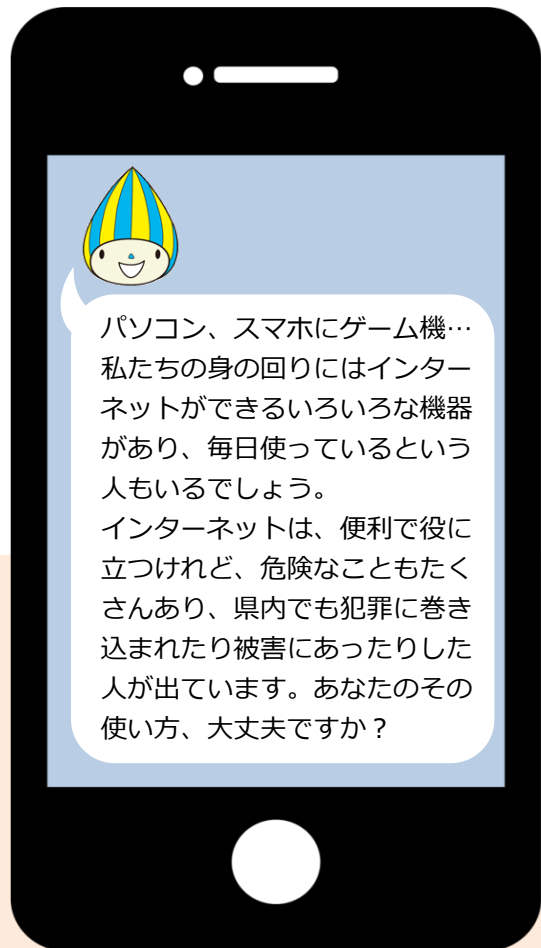 パソコン、スマホにゲーム機…
私たちの身の回りにはインター
ネットができるいろいろな機器
があり、毎日使っているという
人もいるでしょう。
インターネットは、便利で役に
立つけれど、危険なこともたく
さんあり、県内でも犯罪に巻き
込まれたり被害にあったりした
人が出ています。あなたのその
使い方、大丈夫ですか？